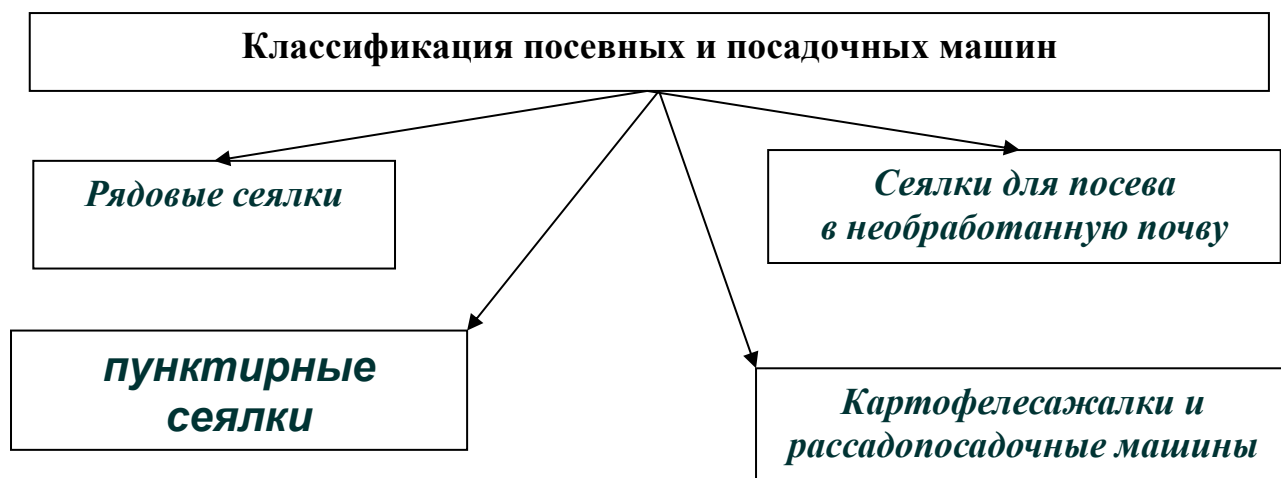 Классификация посевных и посадочных машин
Рядовые сеялки
Сеялки для посева
в необработанную почву
пунктирные
сеялки
Картофелесажалки и
рассадопосадочные машины